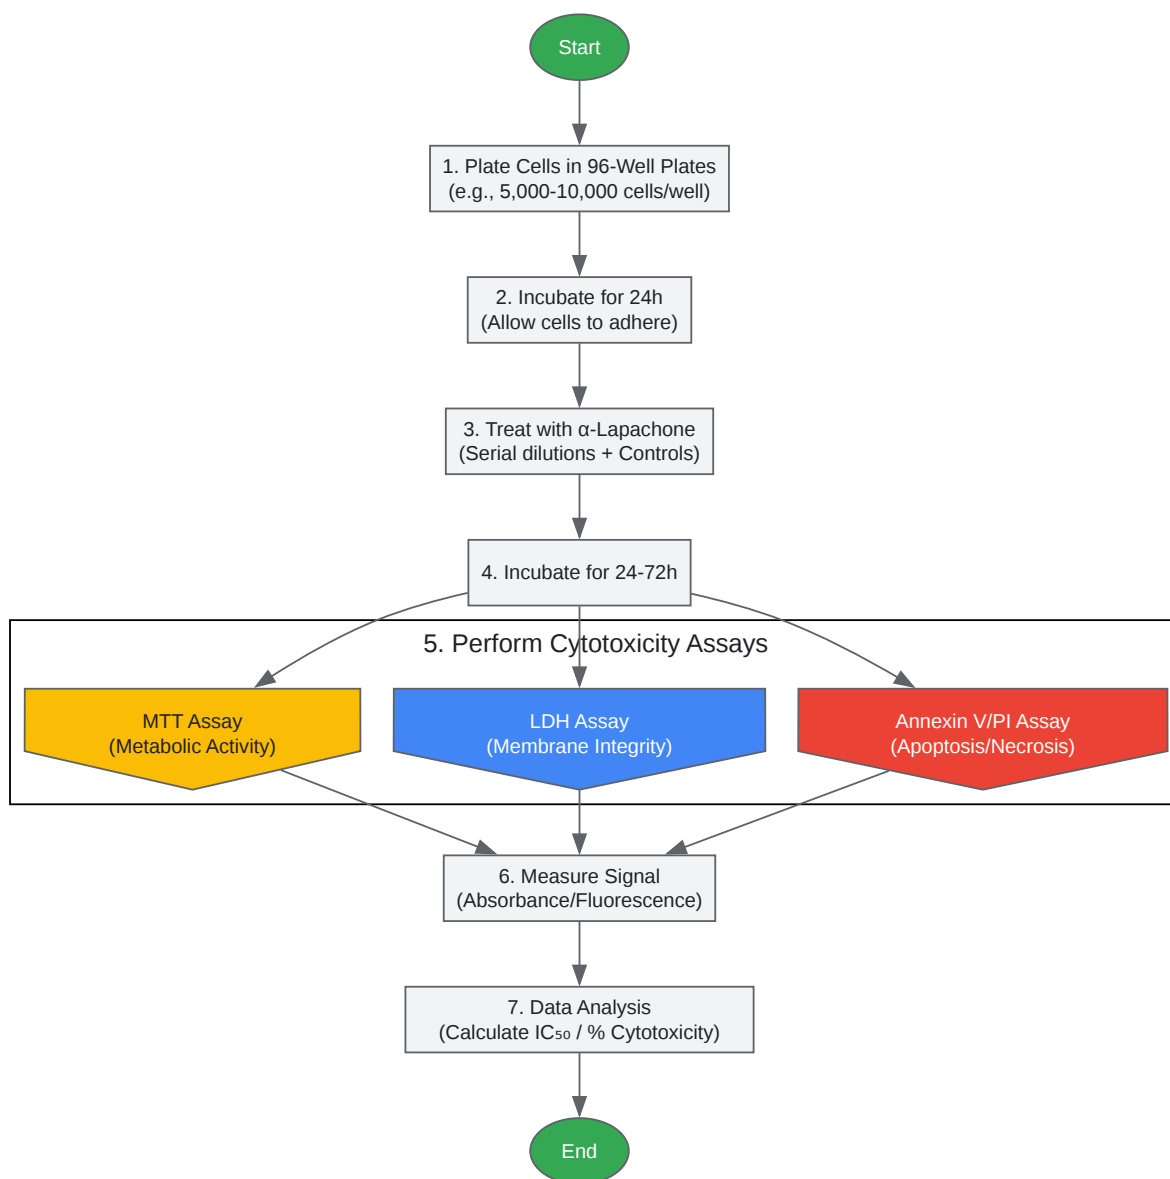 Start
1. Plate Cells in 96-Well Plates
(e.g., 5,000-10,000 cells/well)
2. Incubate for 24h
(Allow cells to adhere)
3. Treat with α-Lapachone
(Serial dilutions + Controls)
4. Incubate for 24-72h
5. Perform Cytotoxicity Assays
MTT Assay
(Metabolic Activity)
LDH Assay
(Membrane Integrity)
Annexin V/PI Assay
(Apoptosis/Necrosis)
6. Measure Signal
(Absorbance/Fluorescence)
7. Data Analysis
(Calculate IC₅₀ / % Cytotoxicity)
End